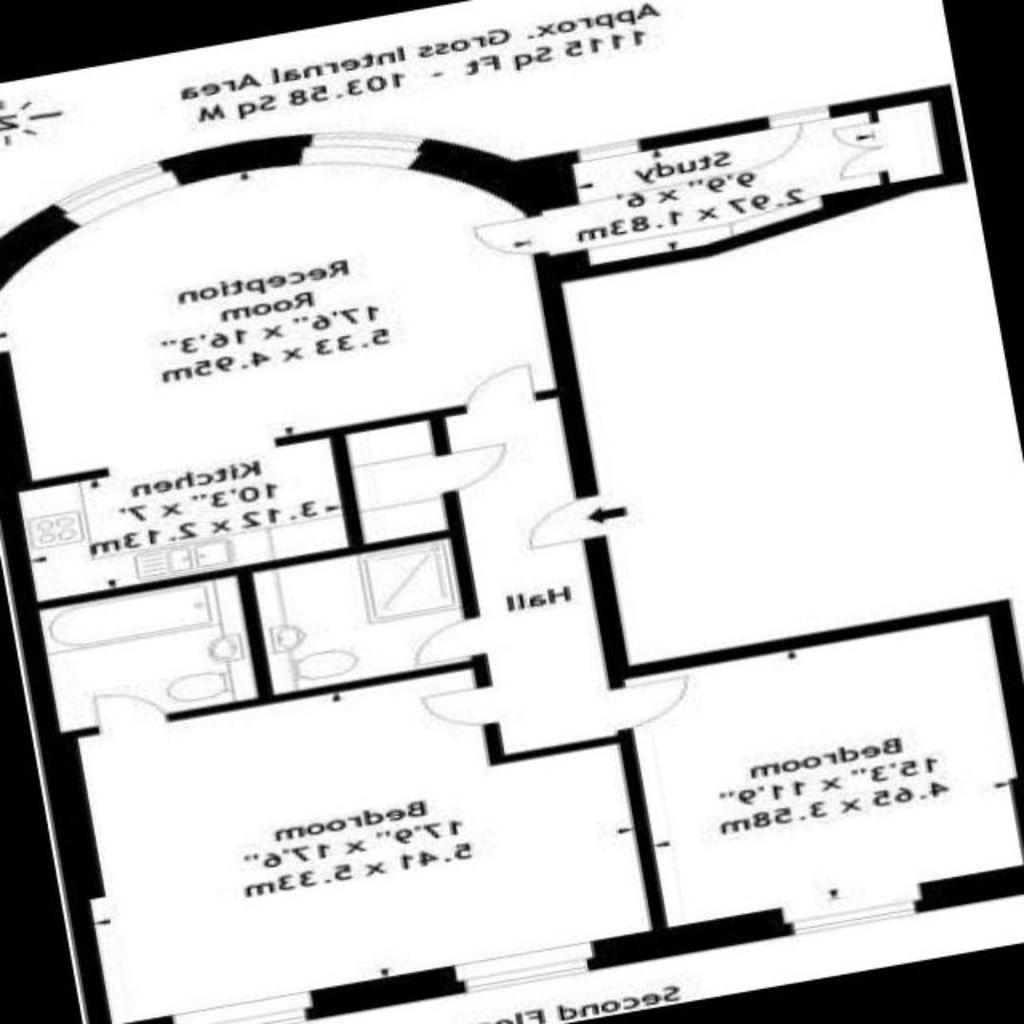 Approx. Gross Internal Area
1115 Sq Ft - 103.58 Sq M
Study
9'9" x 6'
2.97 x 1.83m
Reception
Room
17'6" x 16'3"
5.33 x 4.95m
Kitchen
10'3" x 7'
3.12 x 2.13m
Hall
Bedroom
15'3" x 11'9"
4.65 x 3.58m
Bedroom
17'9" x 17'6"
5.41 x 5.33m
Second